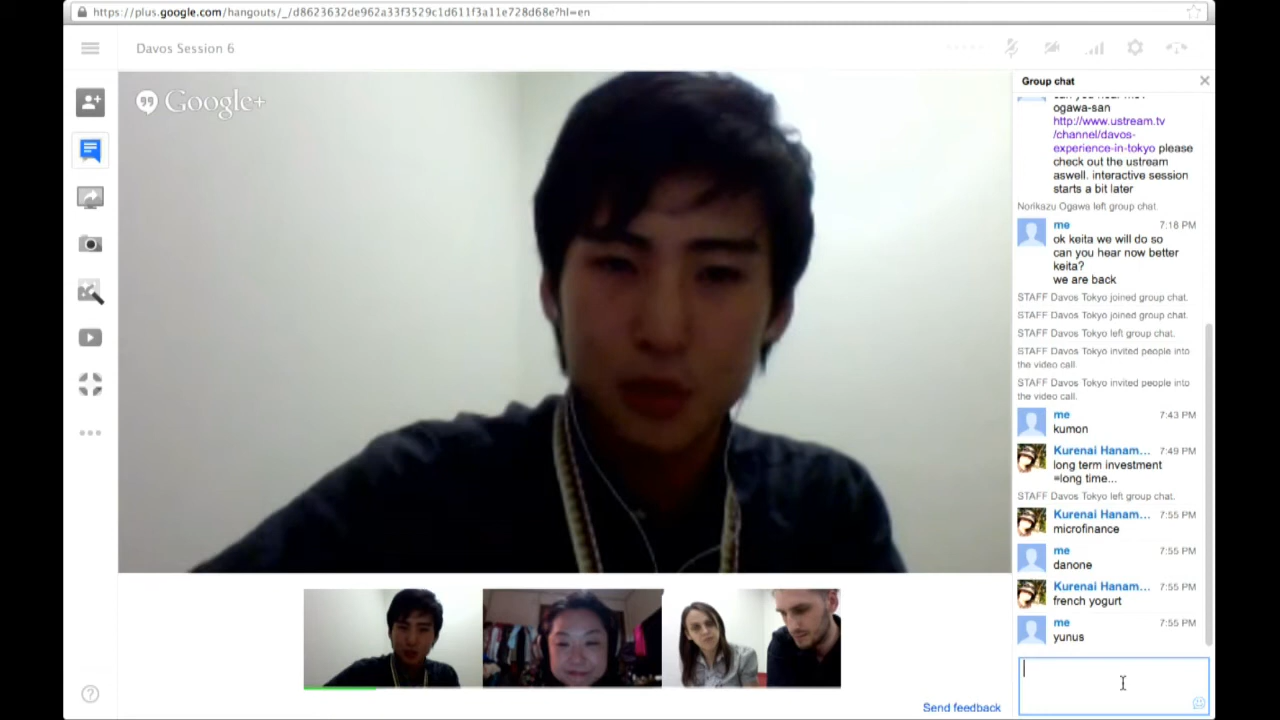 https://plus.google.com/hangouts/_/d8623632de962a33f3529c1d611f3a11e728d68e?hl=en
Davos Session 6
Google+
Group chat
ogawa-san
http://www.ustream.tv
/channel/davos-
experience-in-tokyo please
check out the ustream
aswell. interactive session
starts a bit later
Norikazu Ogawa left group chat.
me 7:18 PM
ok keita we will do so
can you hear now better
keita?
we are back
STAFF Davos Tokyo joined group chat.
STAFF Davos Tokyo joined group chat.
STAFF Davos Tokyo left group chat.
STAFF Davos Tokyo invited people into
the video call.
STAFF Davos Tokyo invited people into
the video call.
me 7:43 PM
kumon
Kurenai Hanam... 7:49 PM
long term investment
=long time...
STAFF Davos Tokyo left group chat.
Kurenai Hanam... 7:55 PM
microfinance
me 7:55 PM
danone
Kurenai Hanam... 7:55 PM
french yogurt
me 7:55 PM
yunus
Send feedback